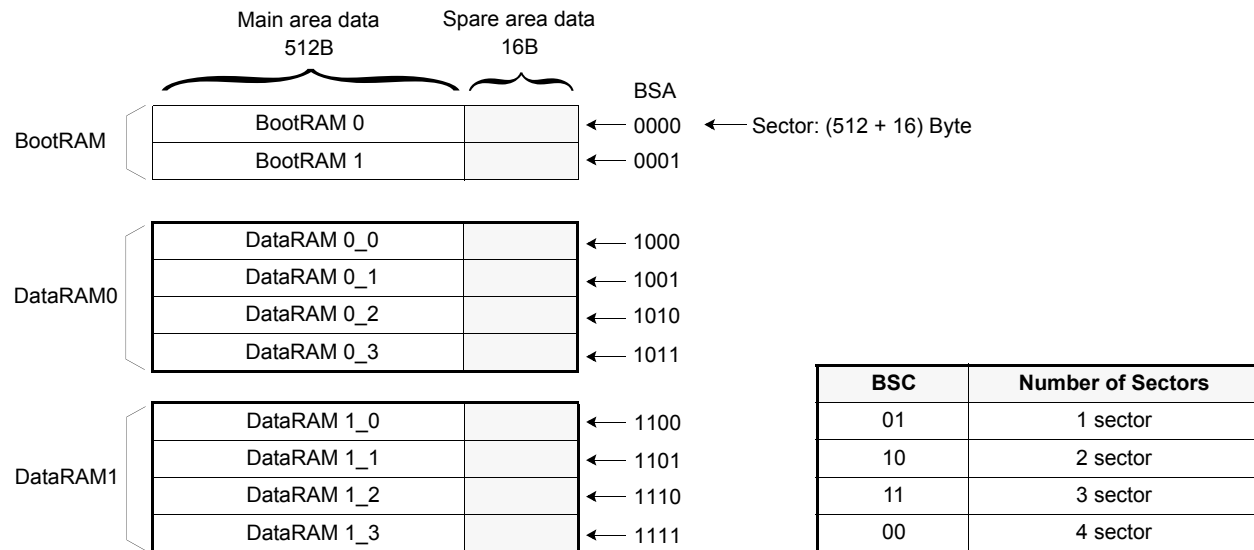 Main area data Spare area data
512B 16B
BSA
BootRAM
BootRAM 0 0000 Sector: (512 + 16) Byte
BootRAM 1 0001
DataRAM0
DataRAM 0_0 1000
DataRAM 0_1 1001
DataRAM 0_2 1010
DataRAM 0_3 1011
DataRAM1
DataRAM 1_0 1100
DataRAM 1_1 1101
DataRAM 1_2 1110
DataRAM 1_3 1111
BSC Number of Sectors
01 1 sector
10 2 sector
11 3 sector
00 4 sector